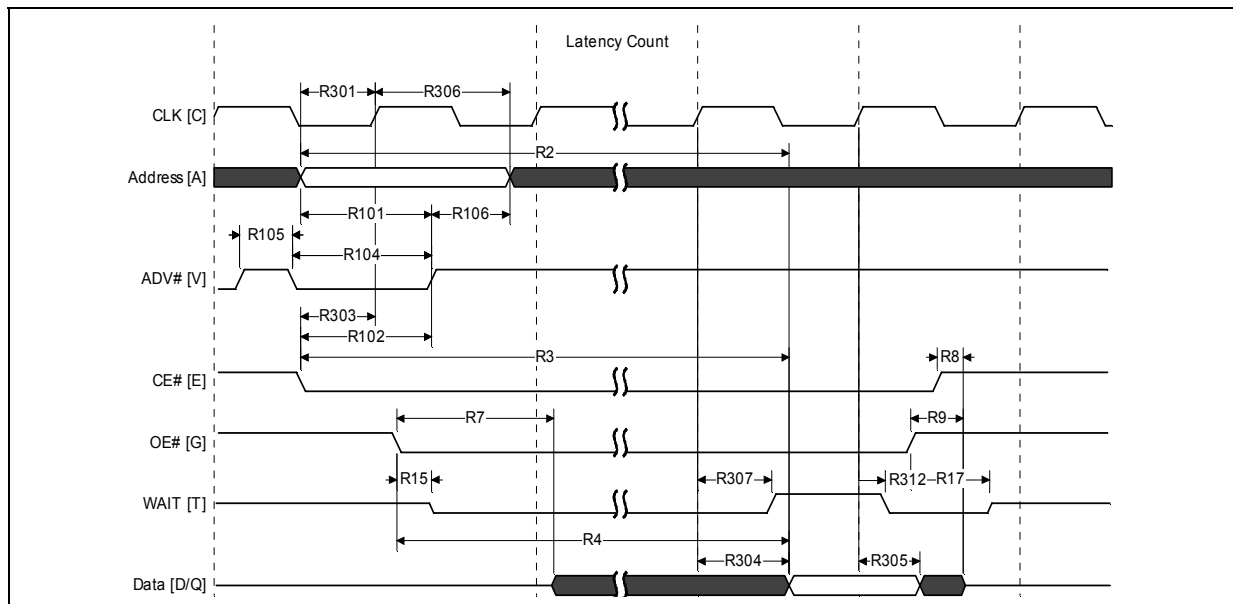 Latency Count
R301 R306
CLK [C]
R2
Address [A]
R101 R106
R105
R104
ADV# [V]
R303
R102
R3 R8
CE# [E]
R7 R9
OE# [G]
R15 R307 R312 R17
WAIT [T]
R4
R304 R305
Data [D/Q]